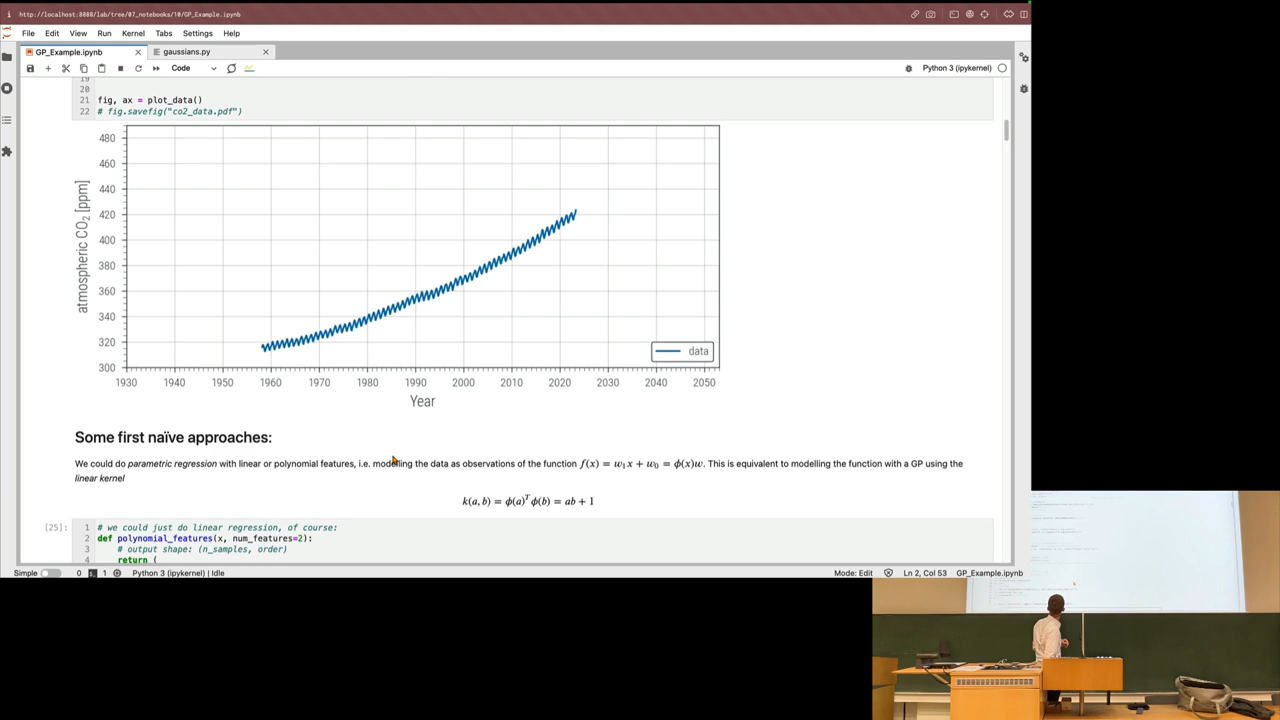 http://localhost:8888/lab/tree/07_notebooks/10/GP_Example.ipynb
File Edit View Run Kernel Tabs Settings Help
GP_Example.ipynb gaussians.py
Code Python 3 (ipykernel)
19
20
21 fig, ax = plot_data()
22 # fig.savefig("co2_data.pdf")
480
460
440
420
400
380
360
340
320
300
atmospheric CO₂ [ppm]
data
1930 1940 1950 1960 1970 1980 1990 2000 2010 2020 2030 2040 2050
Year
Some first naïve approaches:
We could do parametric regression with linear or polynomial features, i.e. modelling the data as observations of the function f(x) = w₁x + w₀ = ϕ(x)w. This is equivalent to modelling the function with a GP using the
linear kernel
k(a, b) = ϕ(a)ᵀϕ(b) = ab + 1
[25]: 1 # we could just do linear regression, of course:
2 def polynomial_features(x, num_features=2):
3 # output shape: (n_samples, order)
4 return (
Simple 0 1 Python 3 (ipykernel) | Idle Mode: Edit Ln 2, Col 53 GP_Example.ipynb